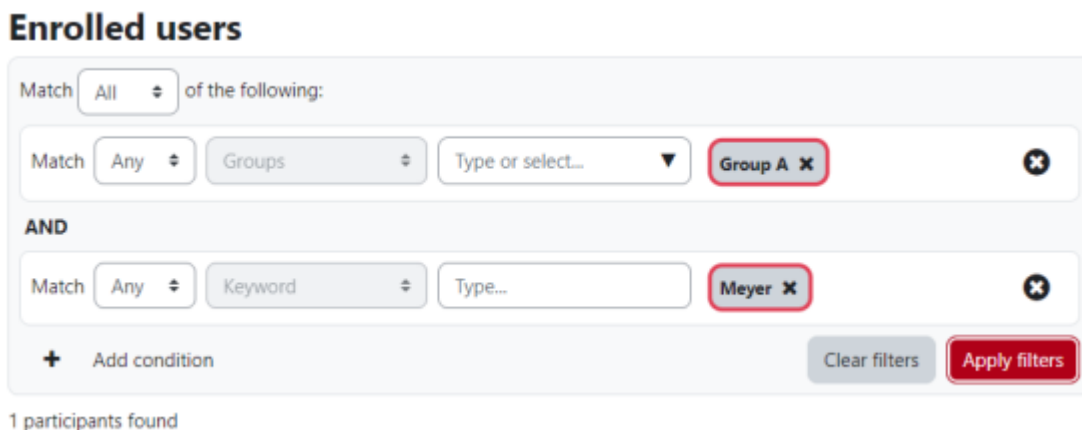 Enrolled users
Match All of the following:
Match Any Groups Type or select... Group A
AND
Match Any Keyword Type... Meyer
Add condition Clear filters Apply filters
1 participants found